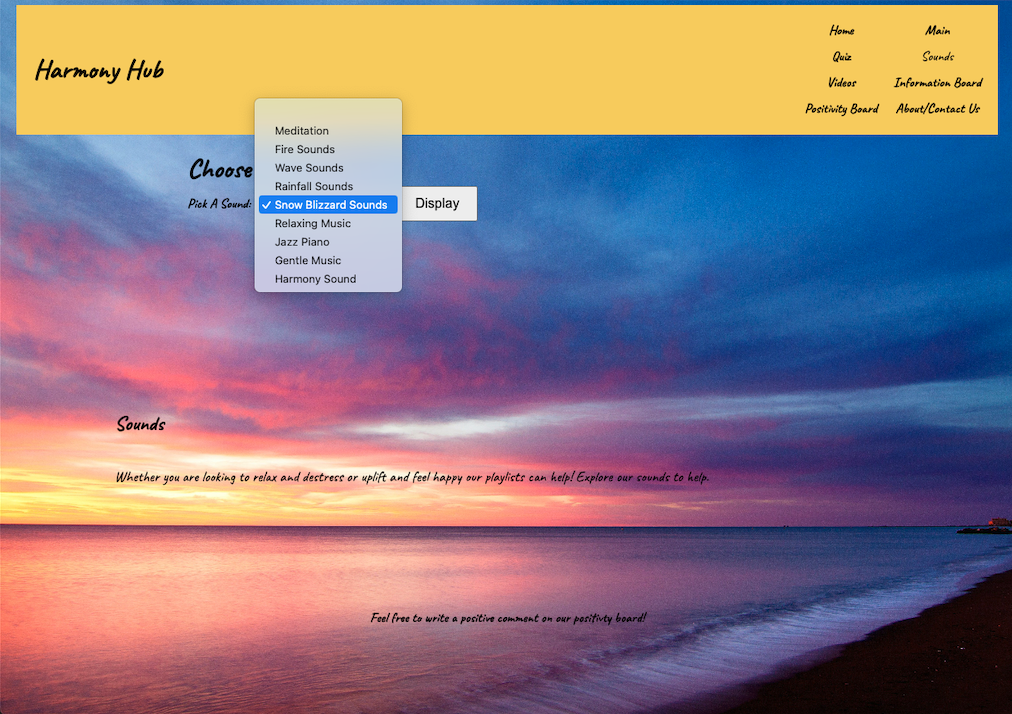 Harmony Hub
Home Main
Quiz Sounds
Videos Information Board
Positivity Board About/Contact Us
Choose
Pick A Sound:
Meditation
Fire Sounds
Wave Sounds
Rainfall Sounds
✓ Snow Blizzard Sounds
Relaxing Music
Jazz Piano
Gentle Music
Harmony Sound
Display
Sounds
Whether you are looking to relax and destress or uplift and feel happy our playlists can help! Explore our sounds to help.
Feel free to write a positive comment on our positivty board!